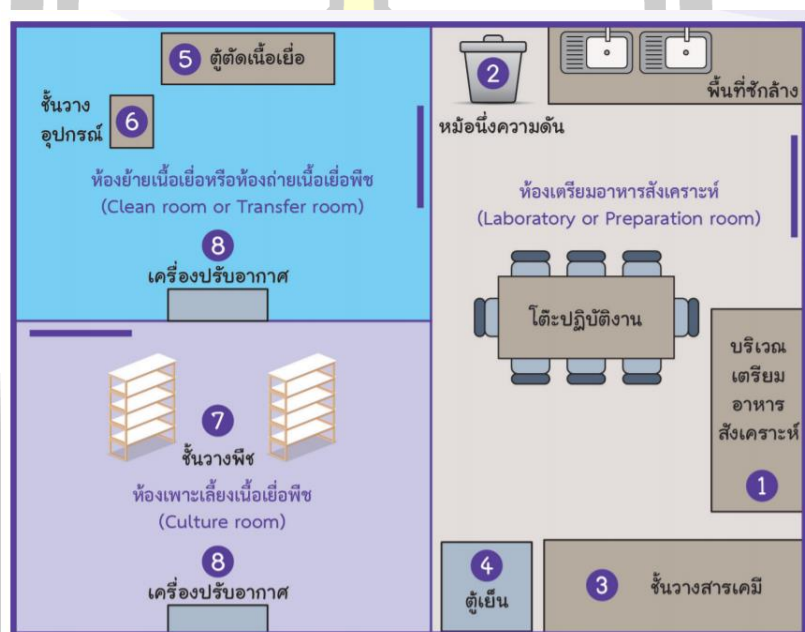 5 ตู้ตัดเนื้อเยื่อ
ชั้นวาง
อุปกรณ์ 6
ห้องย้ายเนื้อเยื่อหรือห้องถ่ายเนื้อเยื่อพืช
(Clean room or Transfer room)
8
เครื่องปรับอากาศ
7
ชั้นวางพืช
ห้องเพาะเลี้ยงเนื้อเยื่อพืช
(Culture room)
8
เครื่องปรับอากาศ
2
หม้อนึ่งความดัน
พื้นที่ซักล้าง
ห้องเตรียมอาหารสังเคราะห์
(Laboratory or Preparation room)
โต๊ะปฏิบัติงาน
บริเวณ
เตรียม
อาหาร
สังเคราะห์
1
4
ตู้เย็น
3 ชั้นวางสารเคมี